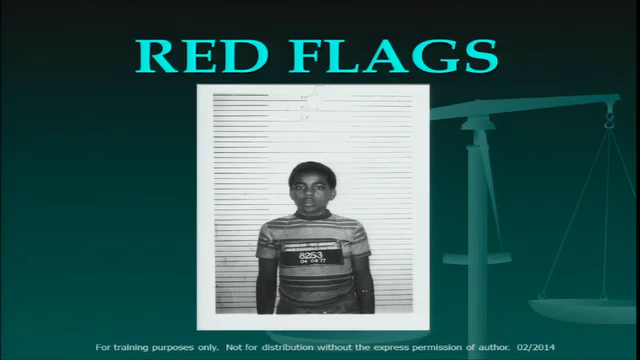 RED FLAGS
8253
04 04 77
For training purposes only. Not for distribution without the express permission of author. 02/2014